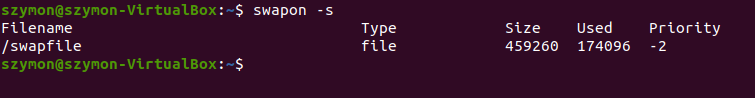 szymon@szymon-VirtualBox:~$ swapon -s
Filename Type Size Used Priority
/swapfile file 459260 174096 -2
szymon@szymon-VirtualBox:~$